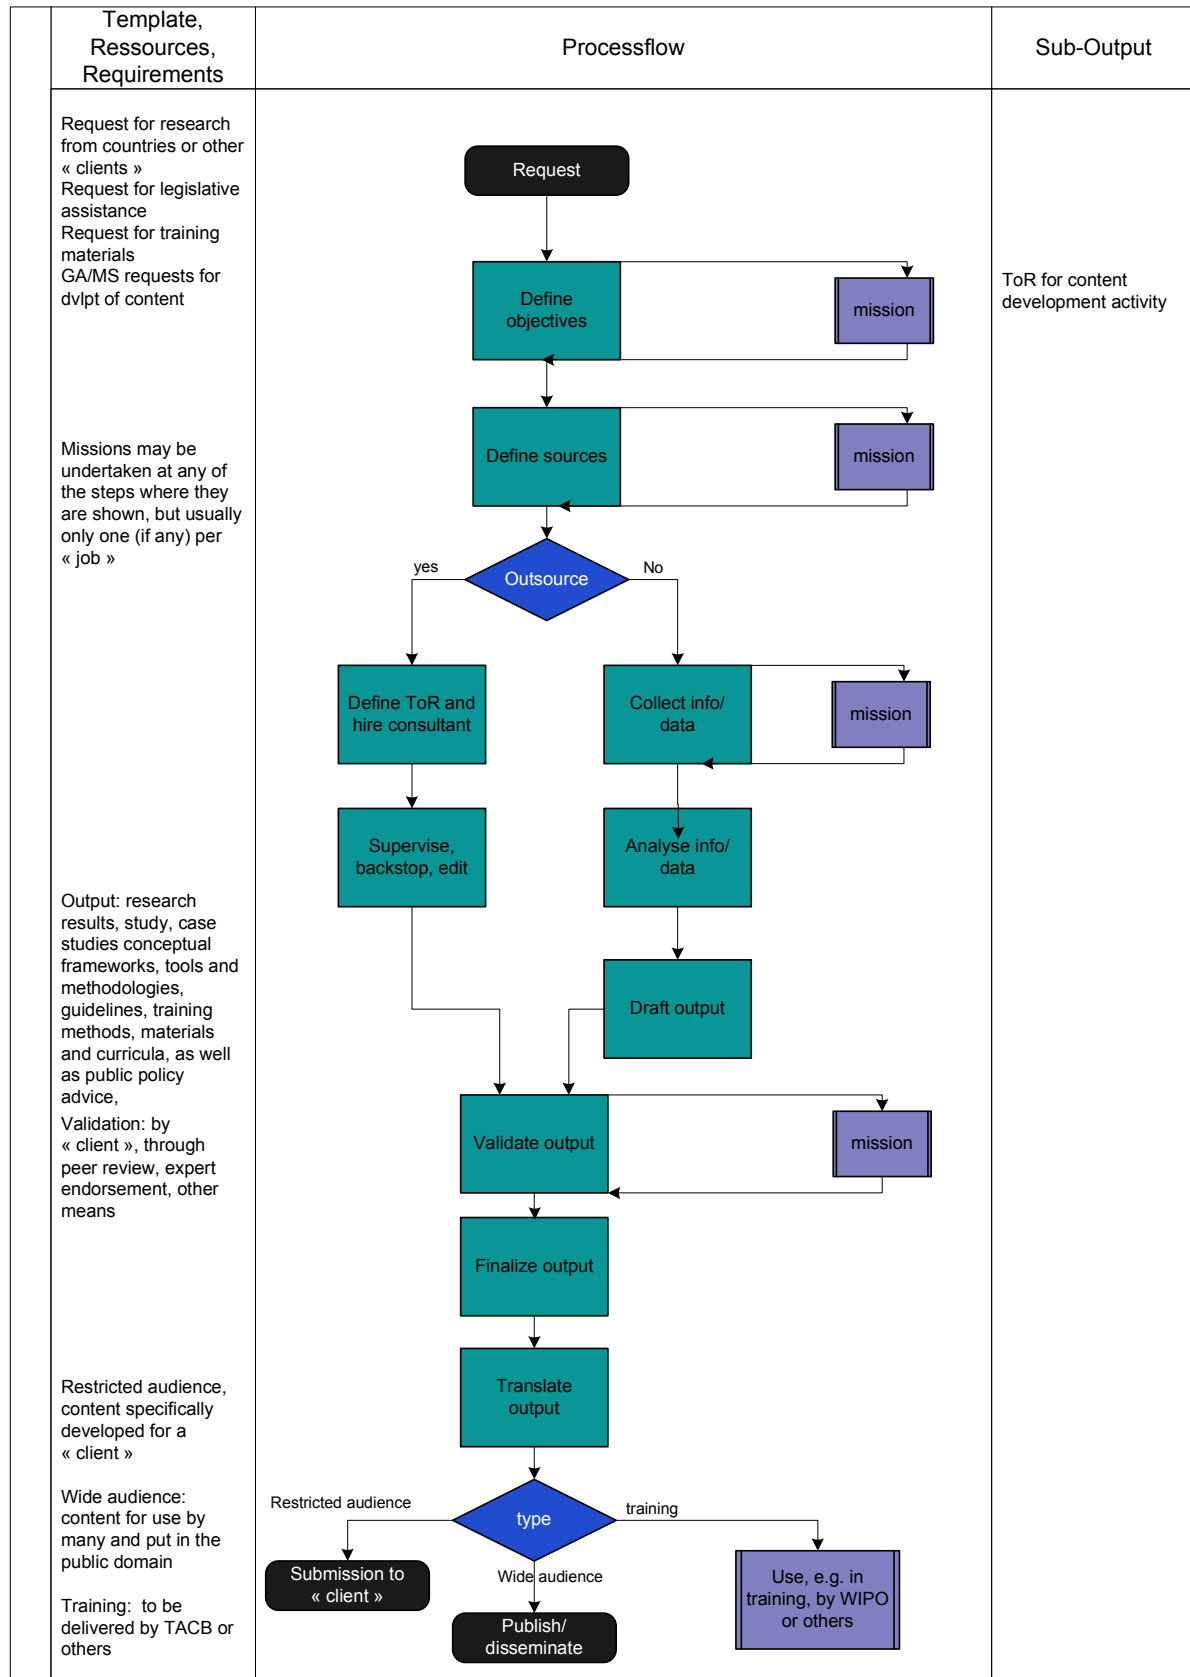 Template,
Ressources,
Requirements
Processflow
Sub-Output
Request for research
from countries or other
« clients »
Request for legislative
assistance
Request for training
materials
GA/MS requests for
dvlpt of content
Request
Define
objectives
mission
ToR for content
development activity
Missions may be
undertaken at any of
the steps where they
are shown, but usually
only one (if any) per
« job »
Define sources
mission
yes
Outsource
No
Define ToR and
hire consultant
Collect info/
data
mission
Supervise,
backstop, edit
Analyse info/
data
Output: research
results, study, case
studies conceptual
frameworks, tools and
methodologies,
guidelines, training
methods, materials
and curricula, as well
as public policy
advice,
Draft output
Validation: by
« client », through
peer review, expert
endorsement, other
means
Validate output
mission
Finalize output
Translate
output
Restricted audience,
content specifically
developed for a
« client »
Wide audience:
content for use by
many and put in the
public domain
Training:  to be
delivered by TACB or
others
Restricted audience
type
training
Wide audience
Submission to
« client »
Publish/
disseminate
Use, e.g. in
training, by WIPO
or others